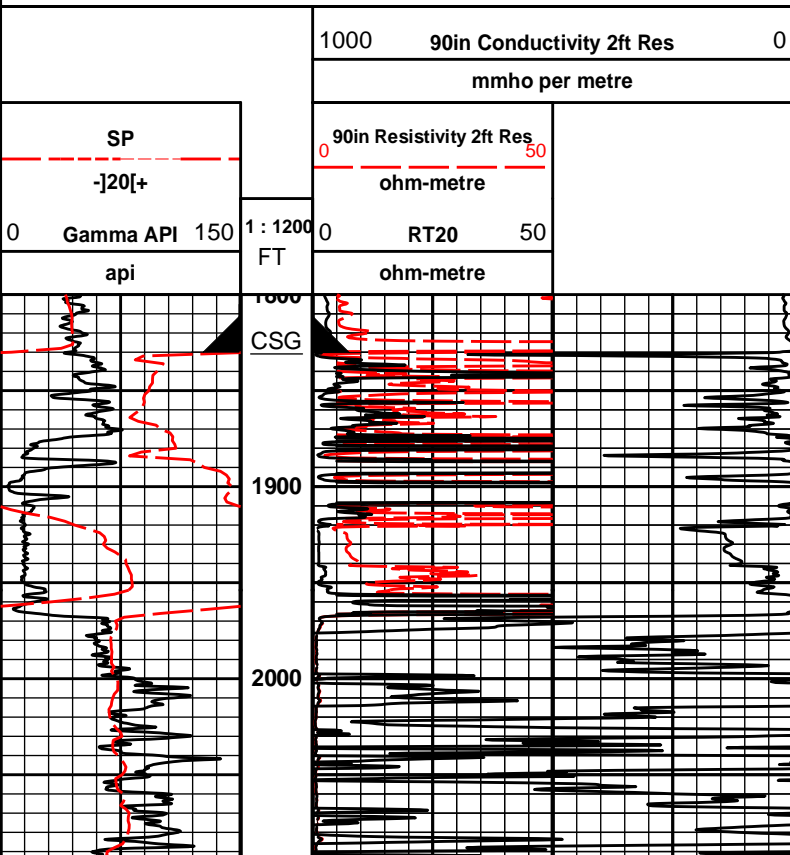 1000 90in Conductivity 2ft Res 0
mmho per metre
SP
-]20[+
90in Resistivity 2ft Res
0 50
ohm-metre
0 Gamma API 150
api
1 : 1200
FT
0 RT20 50
ohm-metre
1800
CSG
1900
2000